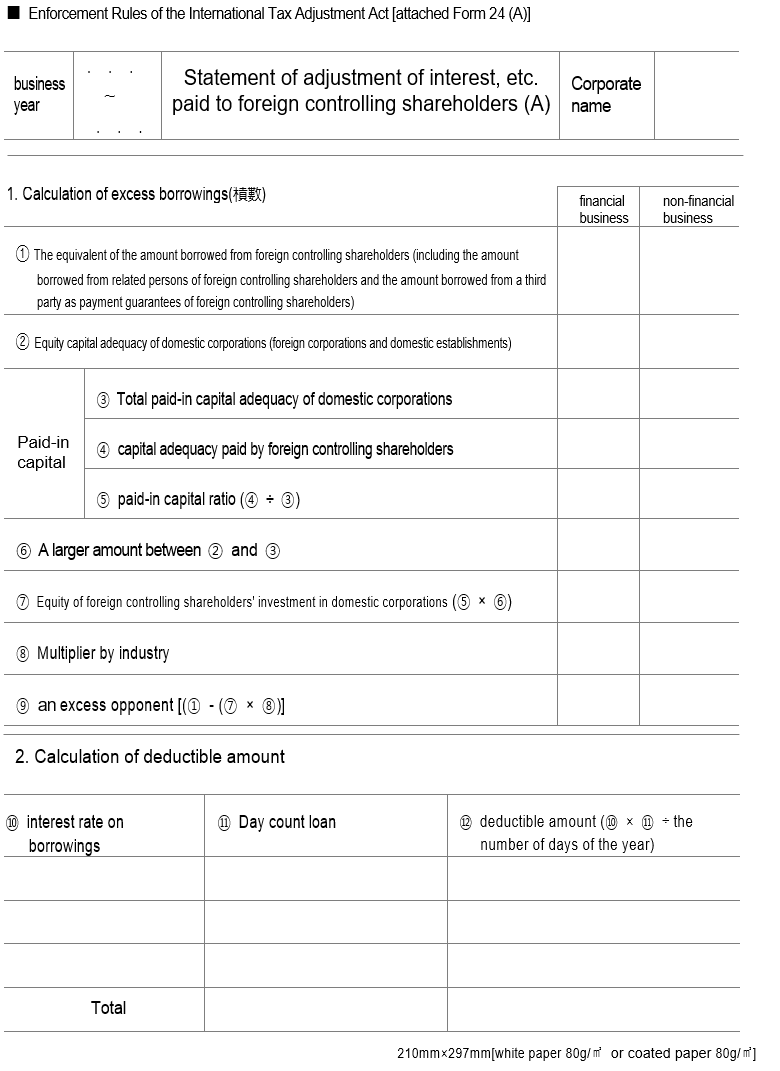 ■ Enforcement Rules of the International Tax Adjustment Act [attached Form 24 (A)]
business
year
. . .
~
. . .
Statement of adjustment of interest, etc.
paid to foreign controlling shareholders (A)
Corporate
name
1. Calculation of excess borrowings(積數)
financial
business
non-financial
business
① The equivalent of the amount borrowed from foreign controlling shareholders (including the amount
borrowed from related persons of foreign controlling shareholders and the amount borrowed from a third
party as payment guarantees of foreign controlling shareholders)
② Equity capital adequacy of domestic corporations (foreign corporations and domestic establishments)
Paid-in
capital
③ Total paid-in capital adequacy of domestic corporations
④ capital adequacy paid by foreign controlling shareholders
⑤ paid-in capital ratio (④ ÷ ③)
⑥ A larger amount between ② and ③
⑦ Equity of foreign controlling shareholders' investment in domestic corporations (⑤ × ⑥)
⑧ Multiplier by industry
⑨ an excess opponent [(① - (⑦ × ⑧)]
2. Calculation of deductible amount
⑩ interest rate on
borrowings
⑪ Day count loan
⑫ deductible amount (⑩ × ⑪ ÷ the
number of days of the year)
Total
210mm×297mm[white paper 80g/㎡ or coated paper 80g/㎡]